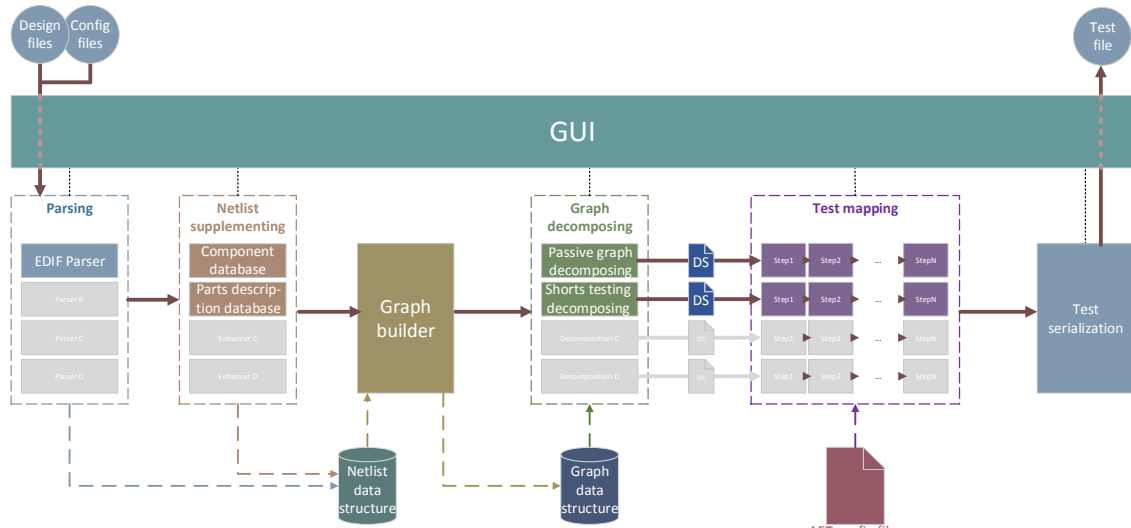 Design
files
Config
files
Test
file
GUI
Parsing
EDIF Parser
Parser B
Parser C
Parser D
Netlist
supplementing
Component
database
Parts descrip-
tion database
Enhancer C
Enhancer D
Graph
builder
Graph
decomposing
Passive graph
decomposing
Shorts testing
decomposing
Decomposition C
Decomposition D
DS
DS
DS
DS
Test mapping
Step1 Step2 ... StepN
Step1 Step2 ... StepN
Step1 Step2 ... StepN
Step1 Step2 ... StepN
Test
serialization
Netlist
data
structure
Graph
data
structure